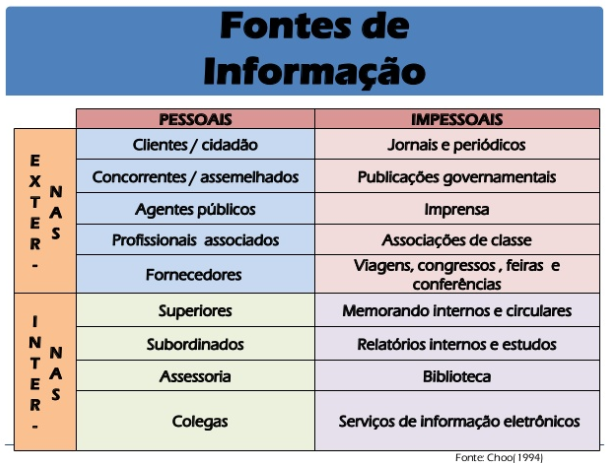 Fontes de
Informação
PESSOAIS IMPESSOAIS
EXTER-
NAS
Clientes / cidadão Jornais e periódicos
Concorrentes / assemelhados Publicações governamentais
Agentes públicos Imprensa
Profissionais associados Associações de classe
Fornecedores Viagens, congressos , feiras e
conferências
INTER-
NAS
Superiores Memorando internos e circulares
Subordinados Relatórios internos e estudos
Assessoria Biblioteca
Colegas Serviços de informação eletrônicos
Fonte: Choo(1994)